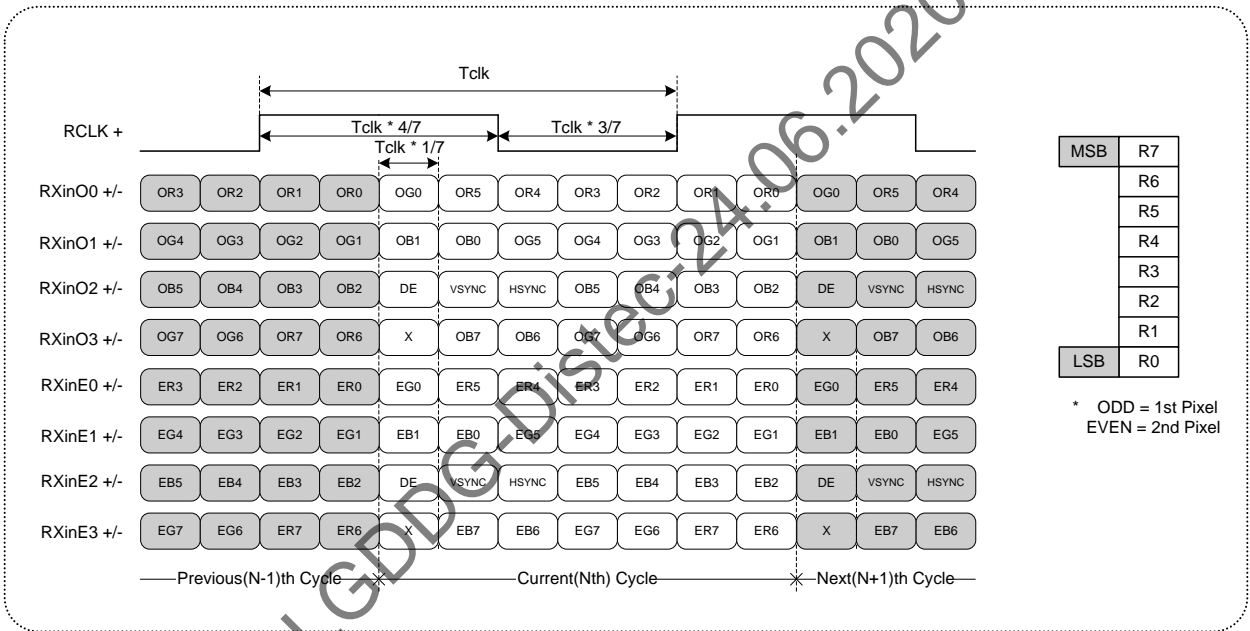 Tclk
RCLK +
Tclk * 4/7
Tclk * 3/7
Tclk * 1/7
RXinO0 +/- OR3 OR2 OR1 OR0 OG0 OR5 OR4 OR3 OR2 OR1 OR0 OG0 OR5 OR4
RXinO1 +/- OG4 OG3 OG2 OG1 OB1 OB0 OG5 OG4 OG3 OG2 OG1 OB1 OB0 OG5
RXinO2 +/- OB5 OB4 OB3 OB2 DE VSYNC HSYNC OB5 OB4 OB3 OB2 DE VSYNC HSYNC
RXinO3 +/- OG7 OG6 OR7 OR6 X OB7 OB6 OG7 OG6 OR7 OR6 X OB7 OB6
RXinE0 +/- ER3 ER2 ER1 ER0 EG0 ER5 ER4 ER3 ER2 ER1 ER0 EG0 ER5 ER4
RXinE1 +/- EG4 EG3 EG2 EG1 EB1 EB0 EG5 EG4 EG3 EG2 EG1 EB1 EB0 EG5
RXinE2 +/- EB5 EB4 EB3 EB2 DE VSYNC HSYNC EB5 EB4 EB3 EB2 DE VSYNC HSYNC
RXinE3 +/- EG7 EG6 ER7 ER6 X EB7 EB6 EG7 EG6 ER7 ER6 X EB7 EB6
Previous(N-1)th Cycle Current(Nth) Cycle Next(N+1)th Cycle
MSB R7
R6
R5
R4
R3
R2
R1
LSB R0
* ODD = 1st Pixel
EVEN = 2nd Pixel
LGDDG-Distec-24.06.2020